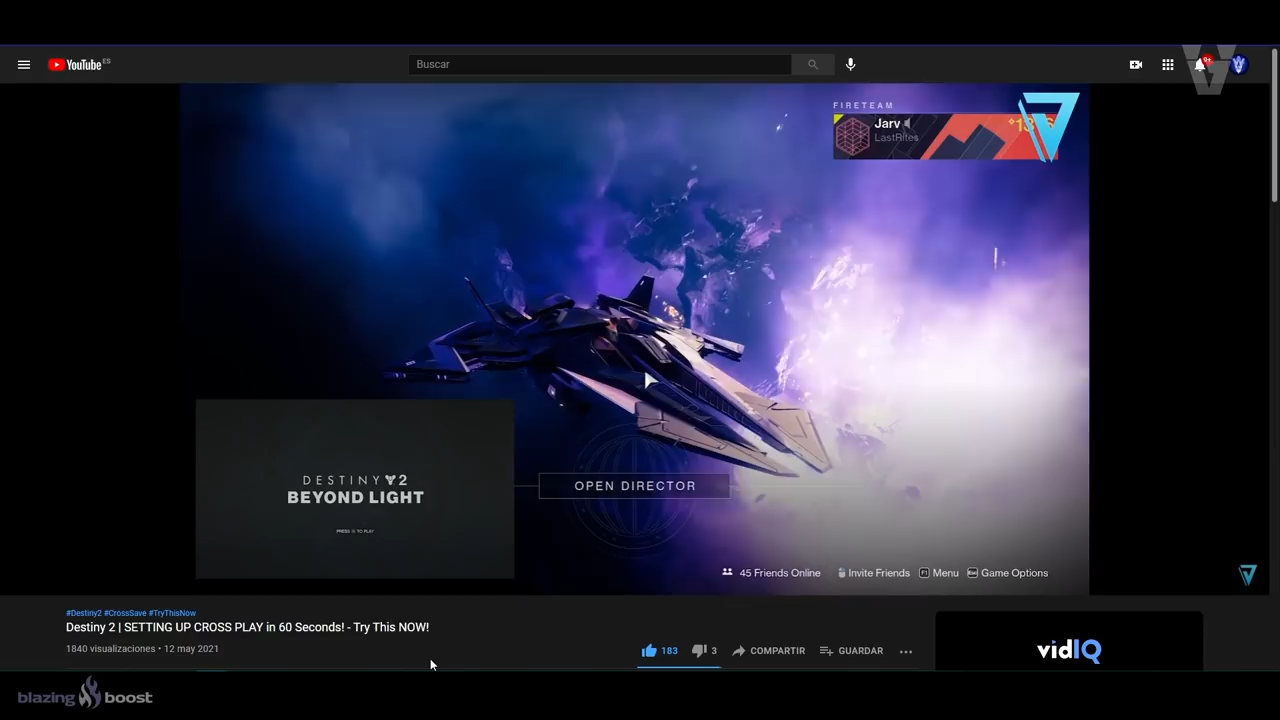 YouTube ES
Buscar
9+
FIRETEAM
Jarv
LastRites
DESTINY 2
BEYOND LIGHT
OPEN DIRECTOR
45 Friends Online
Invite Friends
F1 Menu
Game Options
#Destiny2 #CrossSave #TryThisNow
Destiny 2 | SETTING UP CROSS PLAY in 60 Seconds! - Try This NOW!
1840 visualizaciones • 12 may 2021
183
3
COMPARTIR
GUARDAR
vidIQ
blazing boost